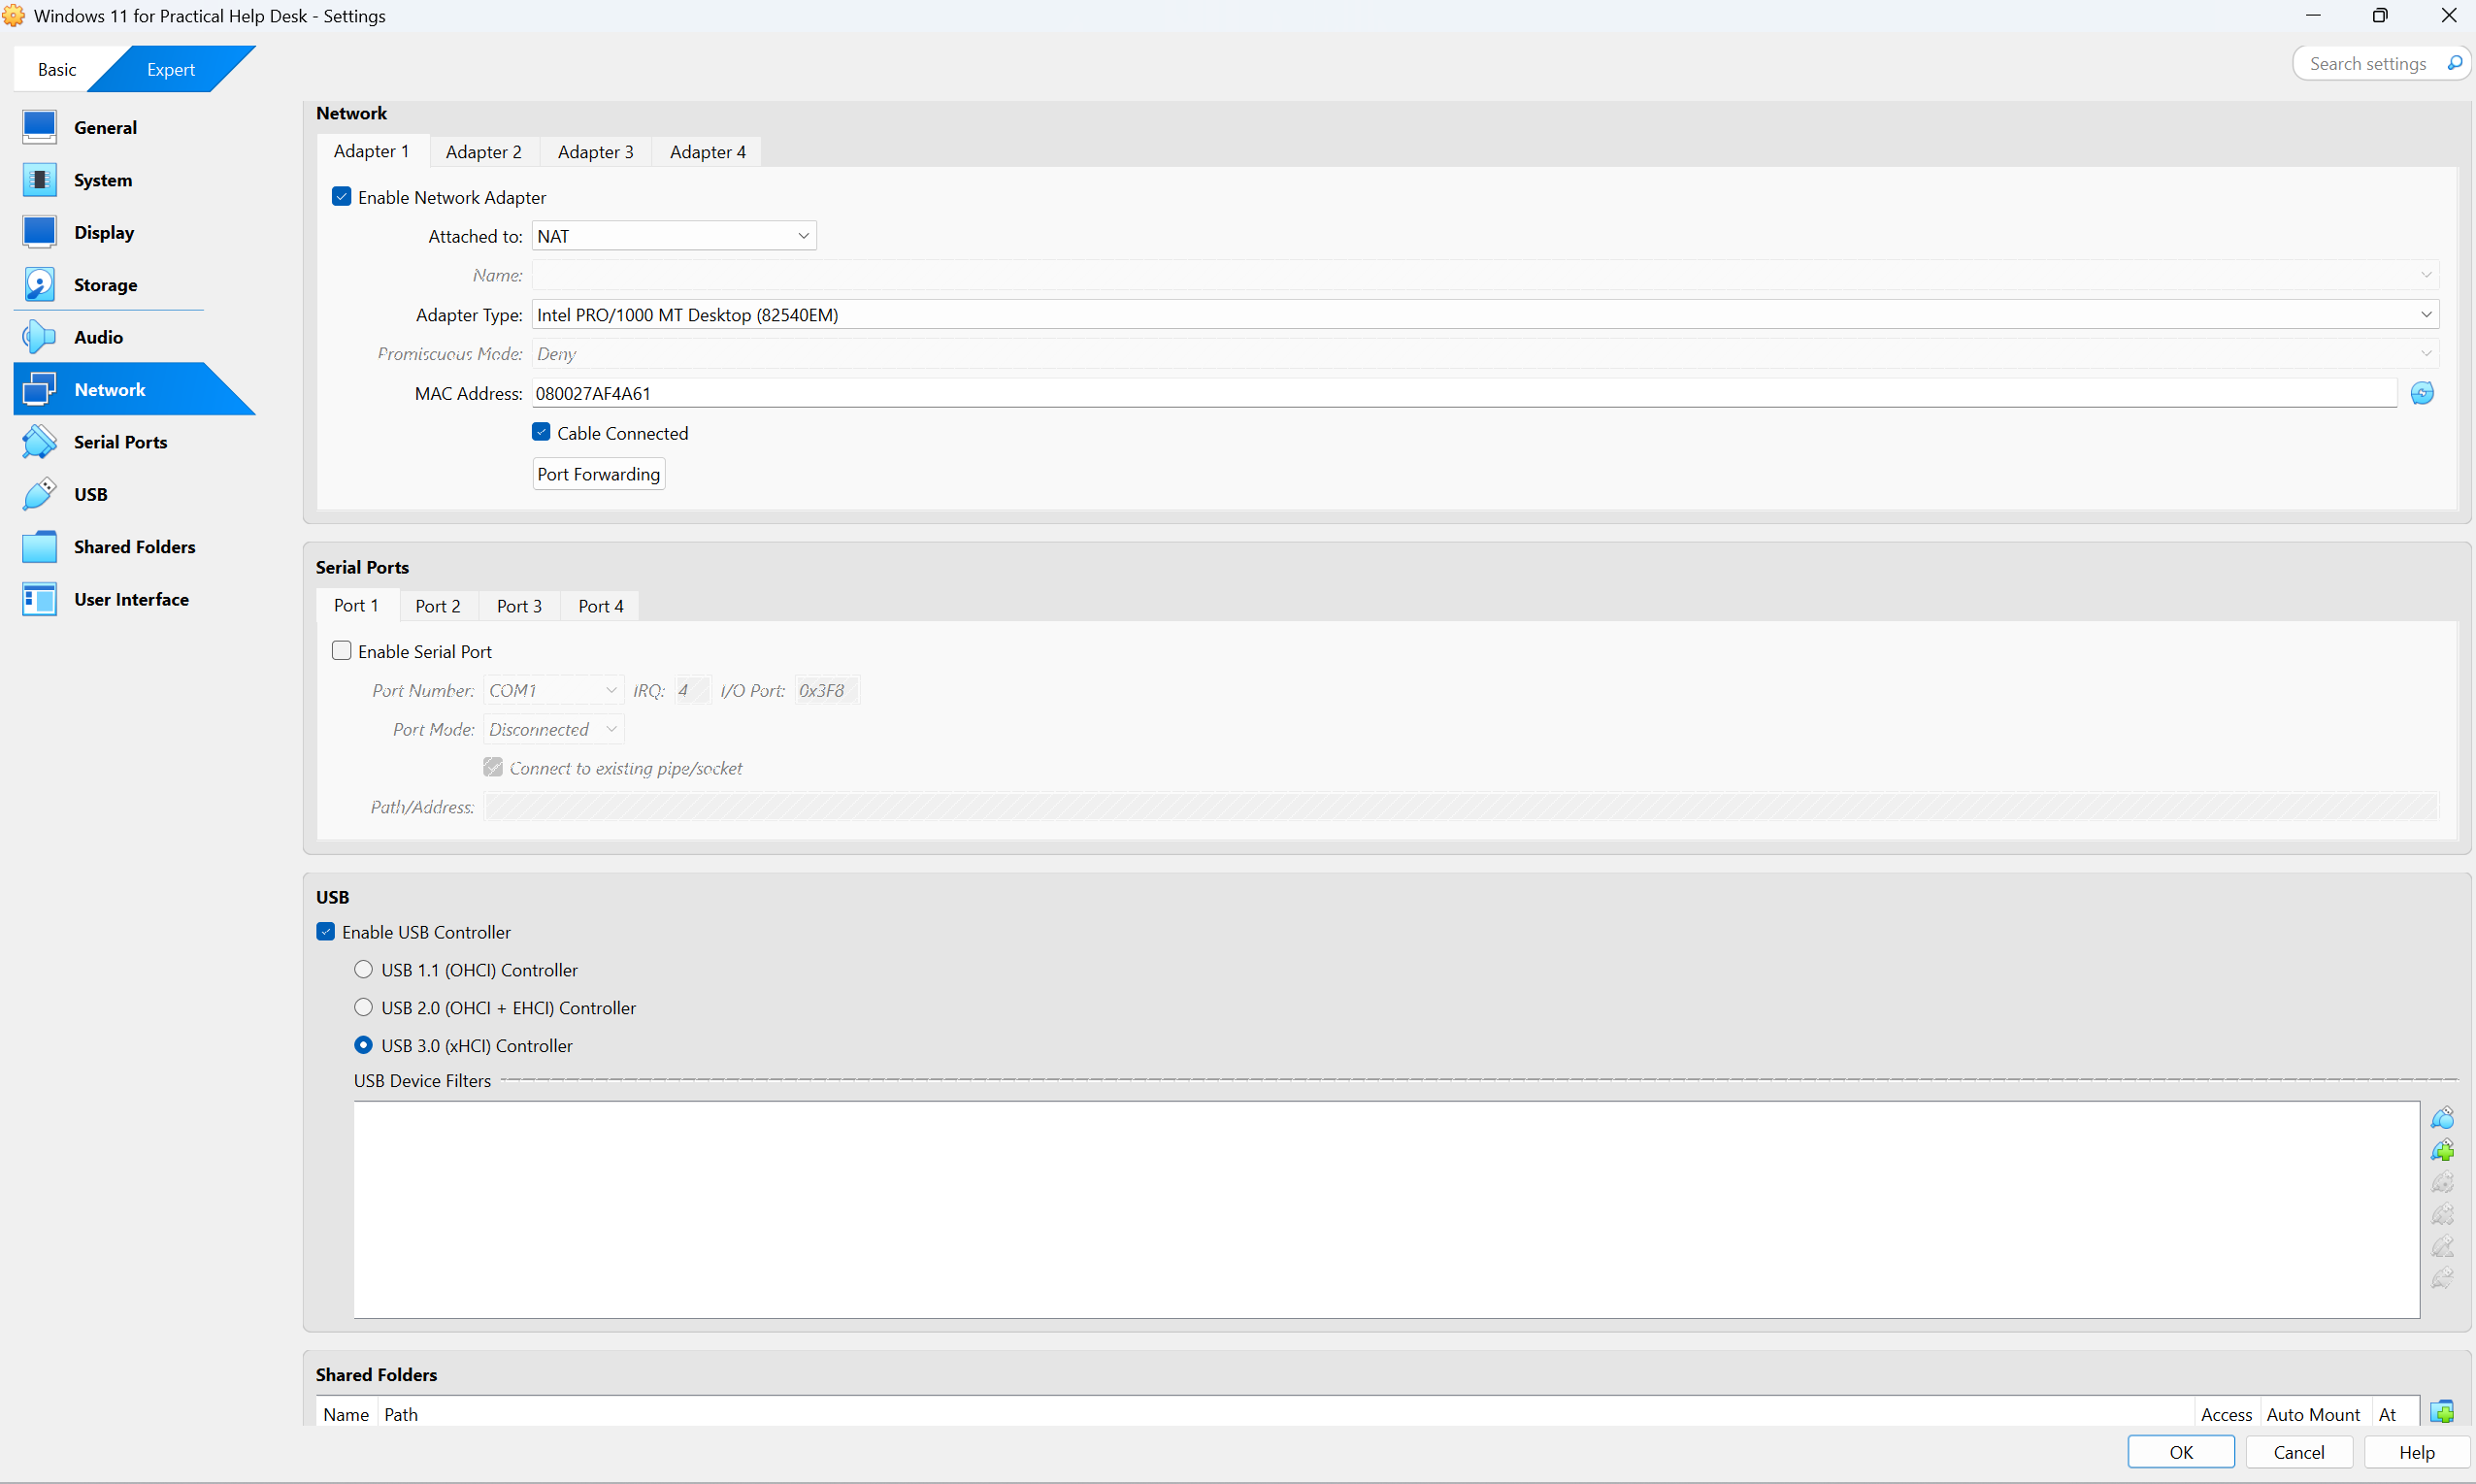 Windows 11 for Practical Help Desk - Settings
Basic
Expert
Search settings
General
System
Display
Storage
Audio
Network
Serial Ports
USB
Shared Folders
User Interface
Network
Adapter 1 Adapter 2 Adapter 3 Adapter 4
Enable Network Adapter
Attached to: NAT
Name:
Adapter Type: Intel PRO/1000 MT Desktop (82540EM)
Promiscuous Mode: Deny
MAC Address: 080027AF4A61
Cable Connected
Port Forwarding
Serial Ports
Port 1 Port 2 Port 3 Port 4
Enable Serial Port
Port Number: COM1 IRQ: 4 I/O Port: 0x3F8
Port Mode: Disconnected
Connect to existing pipe/socket
Path/Address:
USB
Enable USB Controller
USB 1.1 (OHCI) Controller
USB 2.0 (OHCI + EHCI) Controller
USB 3.0 (xHCI) Controller
USB Device Filters
Shared Folders
Name Path Access Auto Mount At
OK Cancel Help